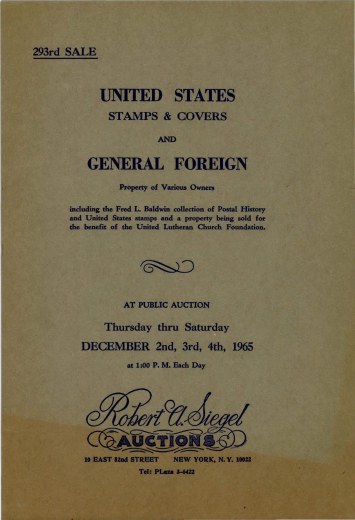 293rd SALE
UNITED STATES
STAMPS & COVERS
AND
GENERAL FOREIGN
Property of Various Owners
including the Fred L. Baldwin collection of Postal History
and United States stamps and a property being sold for
the benefit of the United Lutheran Church Foundation.
AT PUBLIC AUCTION
Thursday thru Saturday
DECEMBER 2nd, 3rd, 4th, 1965
at 1:00 P. M. Each Day
Robert A. Siegel
AUCTIONS
10 EAST 52nd STREET NEW YORK, N. Y. 10022
Tel: PLaza 3-6422